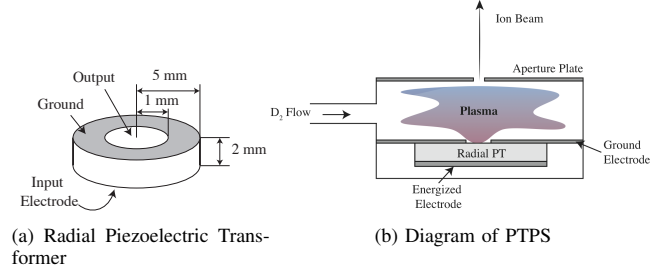 Output
5 mm
Ground
1 mm
2 mm
Input
Electrode
(a) Radial Piezoelectric Trans-
former
Ion Beam
Aperture Plate
D2 Flow
Plasma
Radial PT
Ground
Electrode
Energized
Electrode
(b) Diagram of PTPS